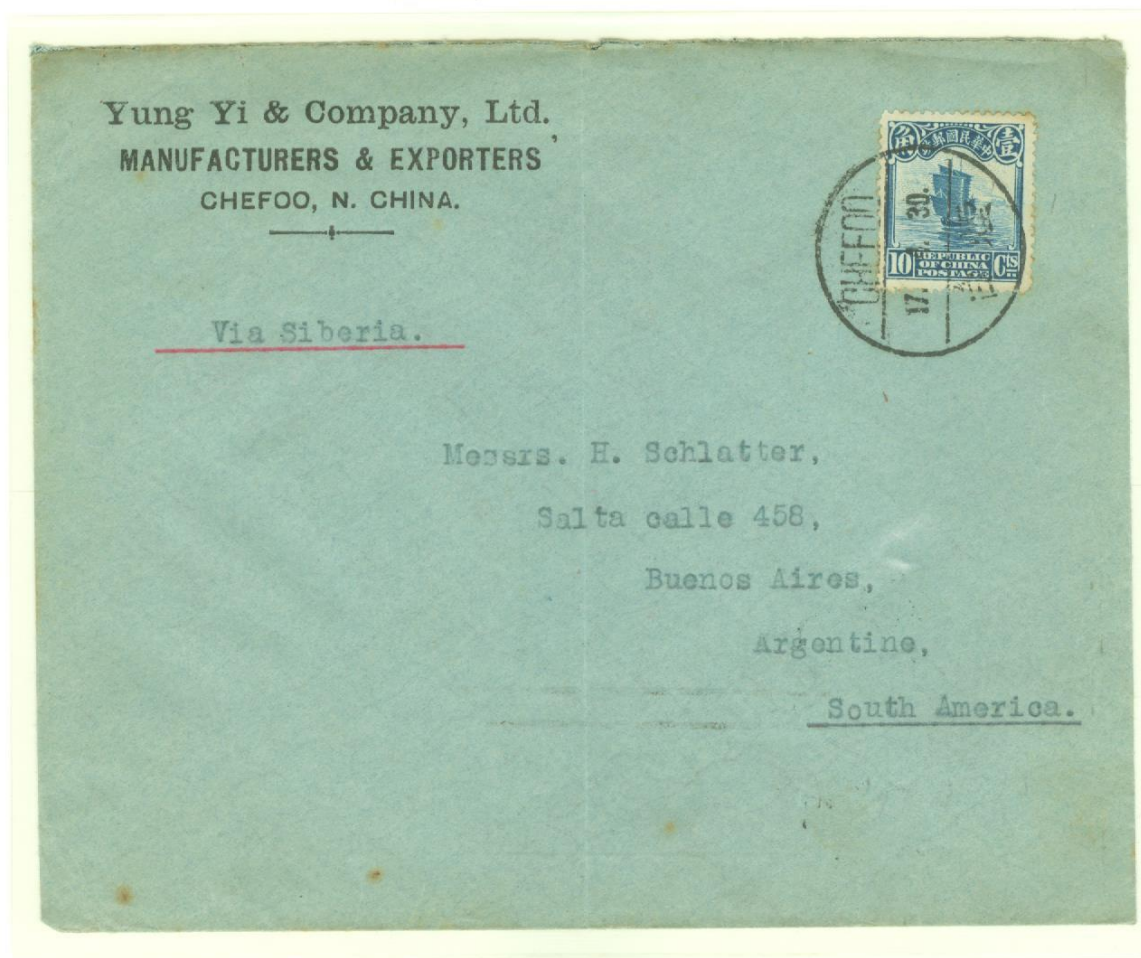 Yung Yi & Company, Ltd.
MANUFACTURERS & EXPORTERS
CHEFOO, N. CHINA.
Via Siberia.
角 中華民國郵政 壹
10 REPUBLIC OF CHINA POSTAGE Cts
CHEFOO
17. 30.
Messrs. H. Schlatter,
Salta calle 458,
Buenos Aires,
Argentine,
South America.